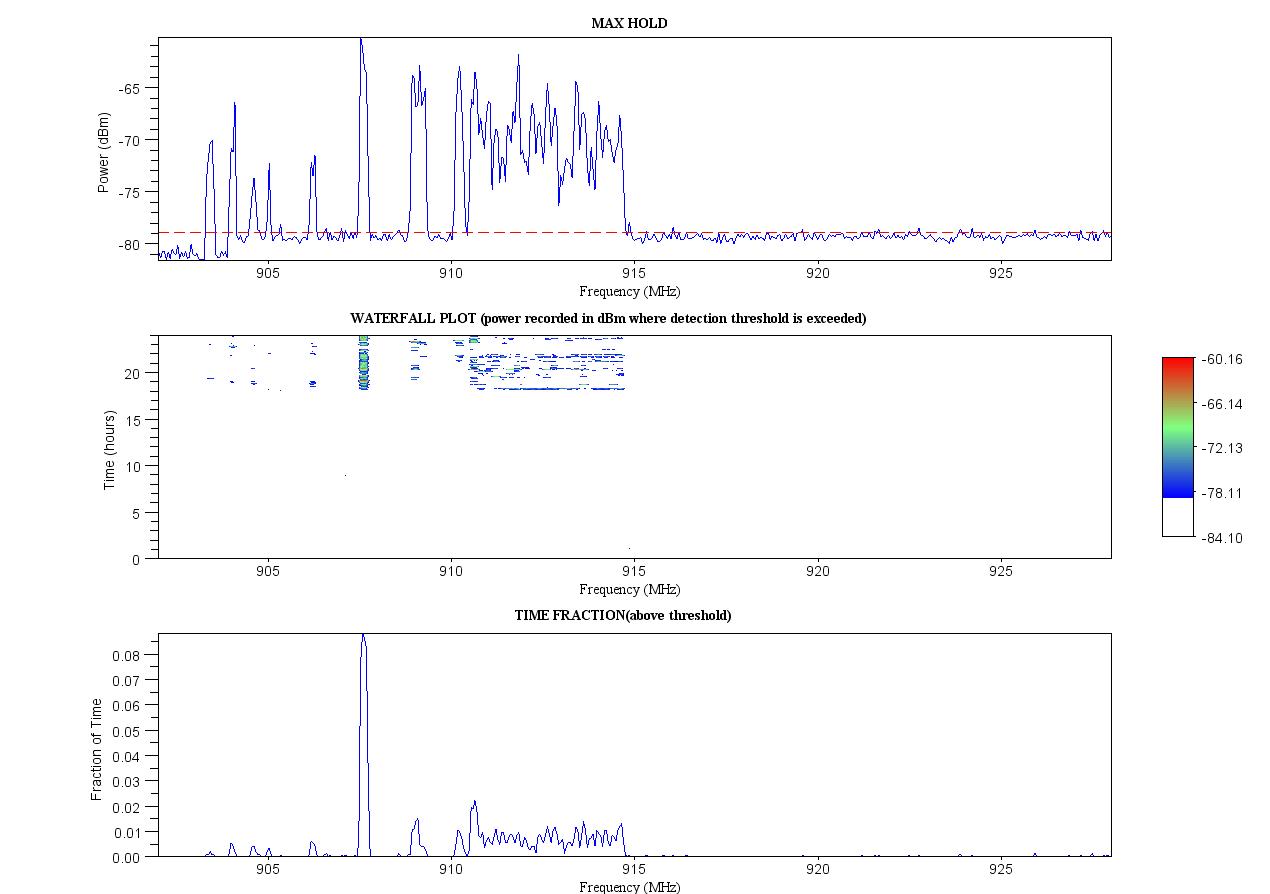 MAX HOLD
-65
-70
-75
-80
Power (dBm)
905 910 915 920 925
Frequency (MHz)
WATERFALL PLOT (power recorded in dBm where detection threshold is exceeded)
20
15
10
5
0
Time (hours)
905 910 915 920 925
Frequency (MHz)
-60.16
-66.14
-72.13
-78.11
-84.10
TIME FRACTION(above threshold)
0.08
0.07
0.06
0.05
0.04
0.03
0.02
0.01
0.00
Fraction of Time
905 910 915 920 925
Frequency (MHz)